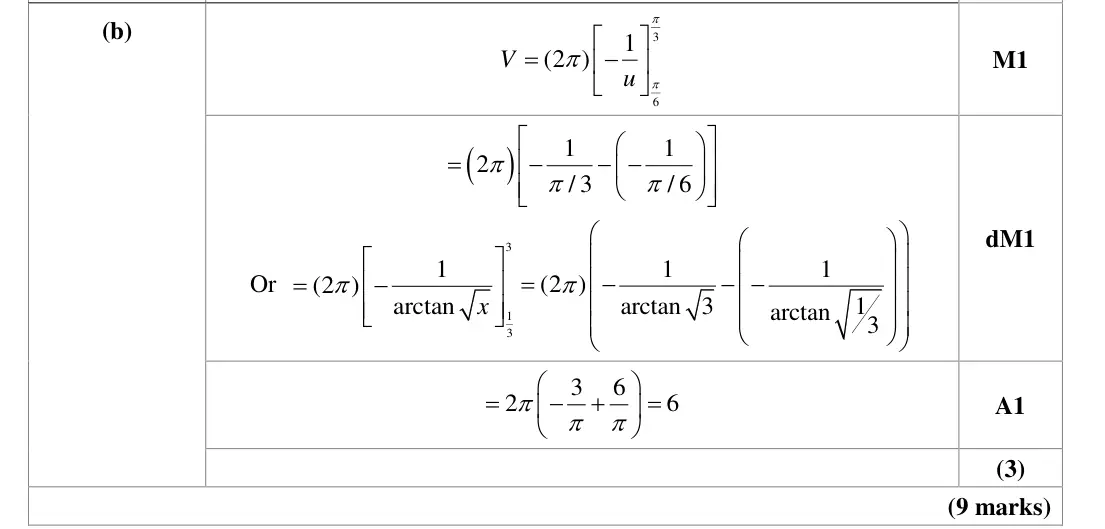 (b)
V = (2π) [ −1/u ]_{π/6}^{π/3}
M1
= (2π) [ −1/(π / 3) − ( −1/(π / 6) ) ]
Or = (2π) [ −1/(arctan √x) ]_{1/3}^{3} = (2π) ( −1/(arctan √3) − ( −1/(arctan √(1/3)) ) )
dM1
= 2π ( −3/π + 6/π ) = 6
A1
(3)
(9 marks)